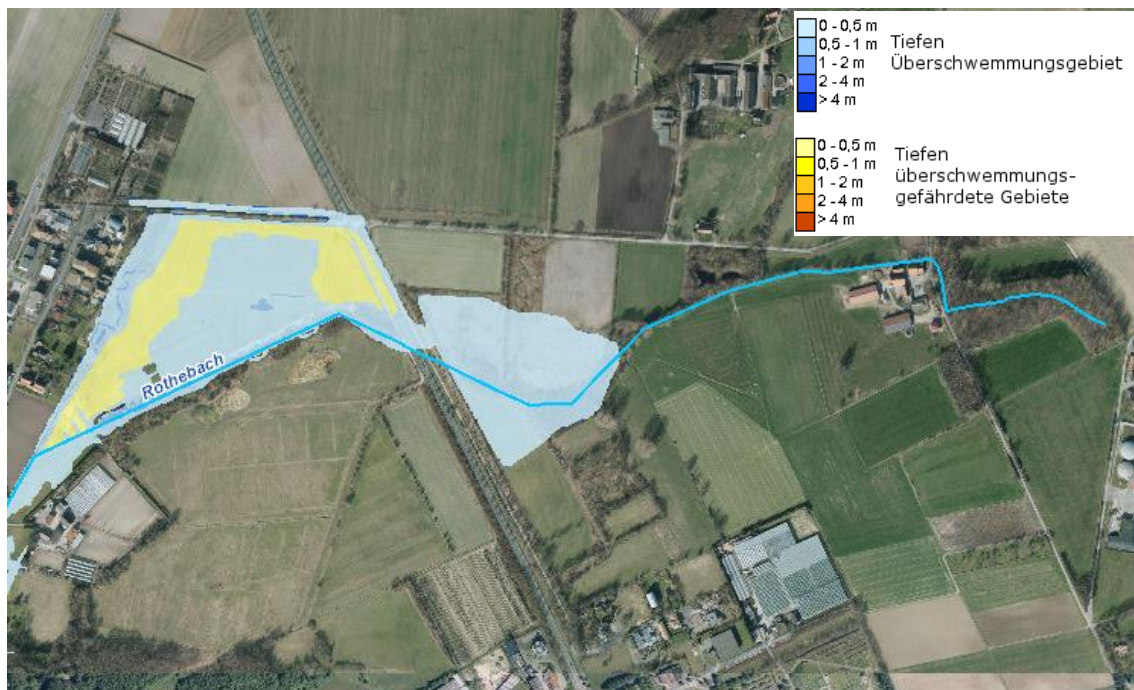 0 - 0,5 m
0,5 - 1 m
1 - 2 m
2 - 4 m
> 4 m
Tiefen
Überschwemmungsgebiet
0 - 0,5 m
0,5 - 1 m
1 - 2 m
2 - 4 m
> 4 m
Tiefen
überschwemmungs-
gefährdete Gebiete
Rothebach